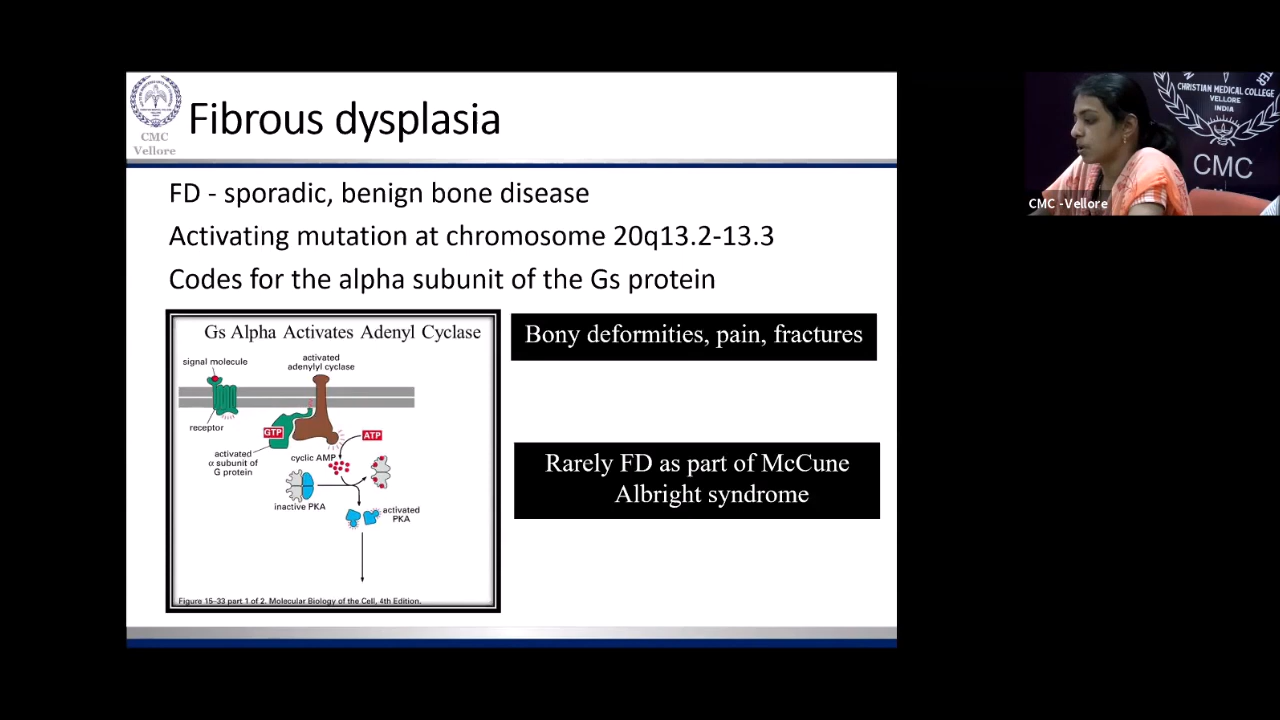 CMC
Vellore
Fibrous dysplasia
FD - sporadic, benign bone disease
Activating mutation at chromosome 20q13.2-13.3
Codes for the alpha subunit of the Gs protein
Gs Alpha Activates Adenyl Cyclase
signal molecule
activated
adenylyl cyclase
receptor
GTP
ATP
activated
α subunit of
G protein
cyclic AMP
inactive PKA
activated
PKA
Figure 15–33 part 1 of 2. Molecular Biology of the Cell, 4th Edition.
Bony deformities, pain, fractures
Rarely FD as part of McCune
Albright syndrome
CHRISTIAN MEDICAL COLLEGE
VELLORE
INDIA
CMC
CMC -Vellore